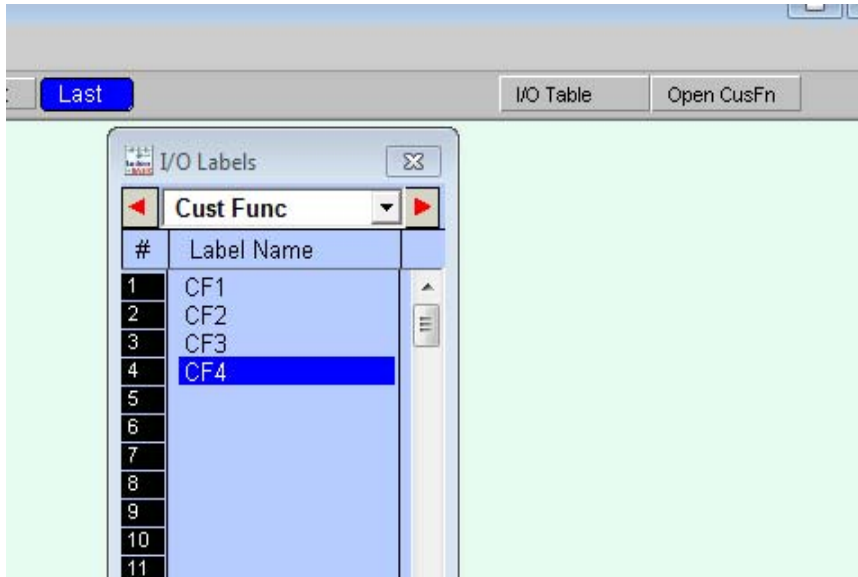 Last
I/O Table
Open CusFn
I/O Labels
Cust Func
# Label Name
1 CF1
2 CF2
3 CF3
4 CF4
5
6
7
8
9
10
11